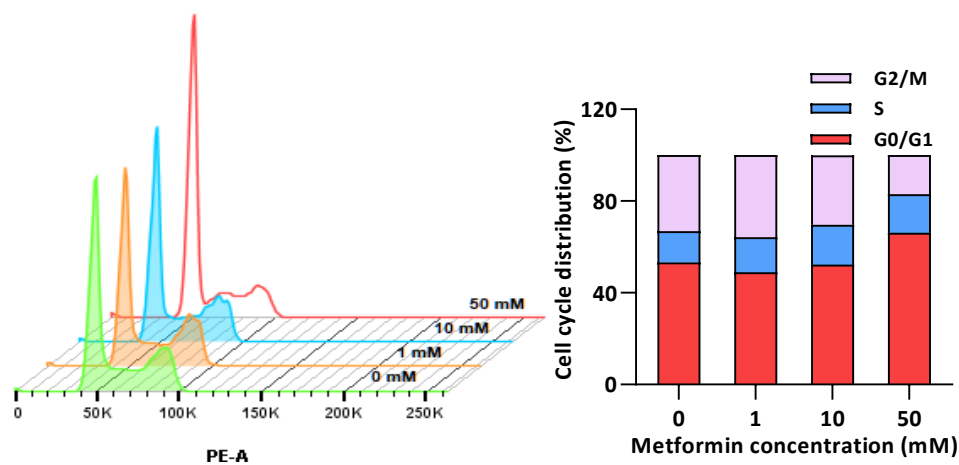 50 mM
10 mM
1 mM
0 mM
0 50K 100K 150K 200K 250K
PE-A
G2/M
S
G0/G1
Cell cycle distribution (%)
120
80
40
0
0 1 10 50
Metformin concentration (mM)